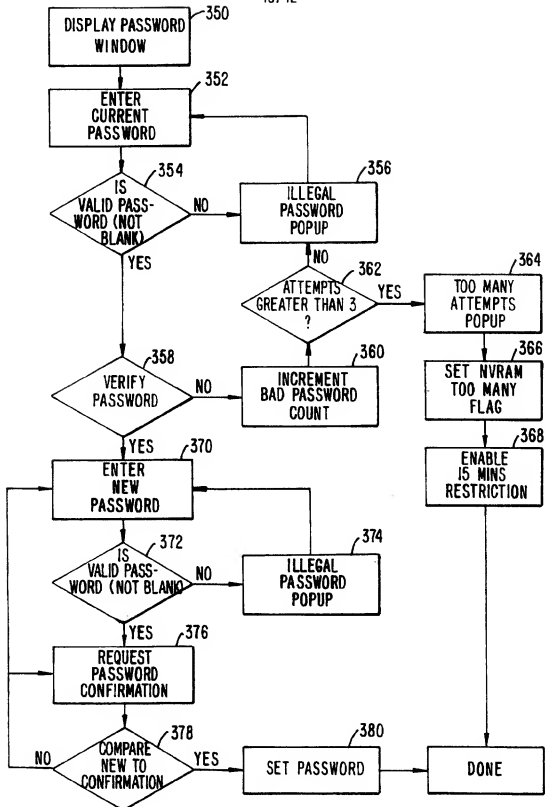 350
DISPLAY PASSWORD
WINDOW
352
ENTER
CURRENT
PASSWORD
354
IS
VALID PASS-
WORD (NOT
BLANK)
NO
YES
356
ILLEGAL
PASSWORD
POPUP
NO
362
ATTEMPTS
GREATER THAN 3
?
YES
364
TOO MANY
ATTEMPTS
POPUP
366
SET NVRAM
TOO MANY
FLAG
368
ENABLE
15 MINS
RESTRICTION
358
VERIFY
PASSWORD
NO
YES
360
INCREMENT
BAD PASSWORD
COUNT
370
ENTER
NEW
PASSWORD
372
IS
VALID PASS-
WORD (NOT BLANK)
NO
YES
374
ILLEGAL
PASSWORD
POPUP
376
REQUEST
PASSWORD
CONFIRMATION
378
COMPARE
NEW TO
CONFIRMATION
NO
YES
380
SET PASSWORD
DONE